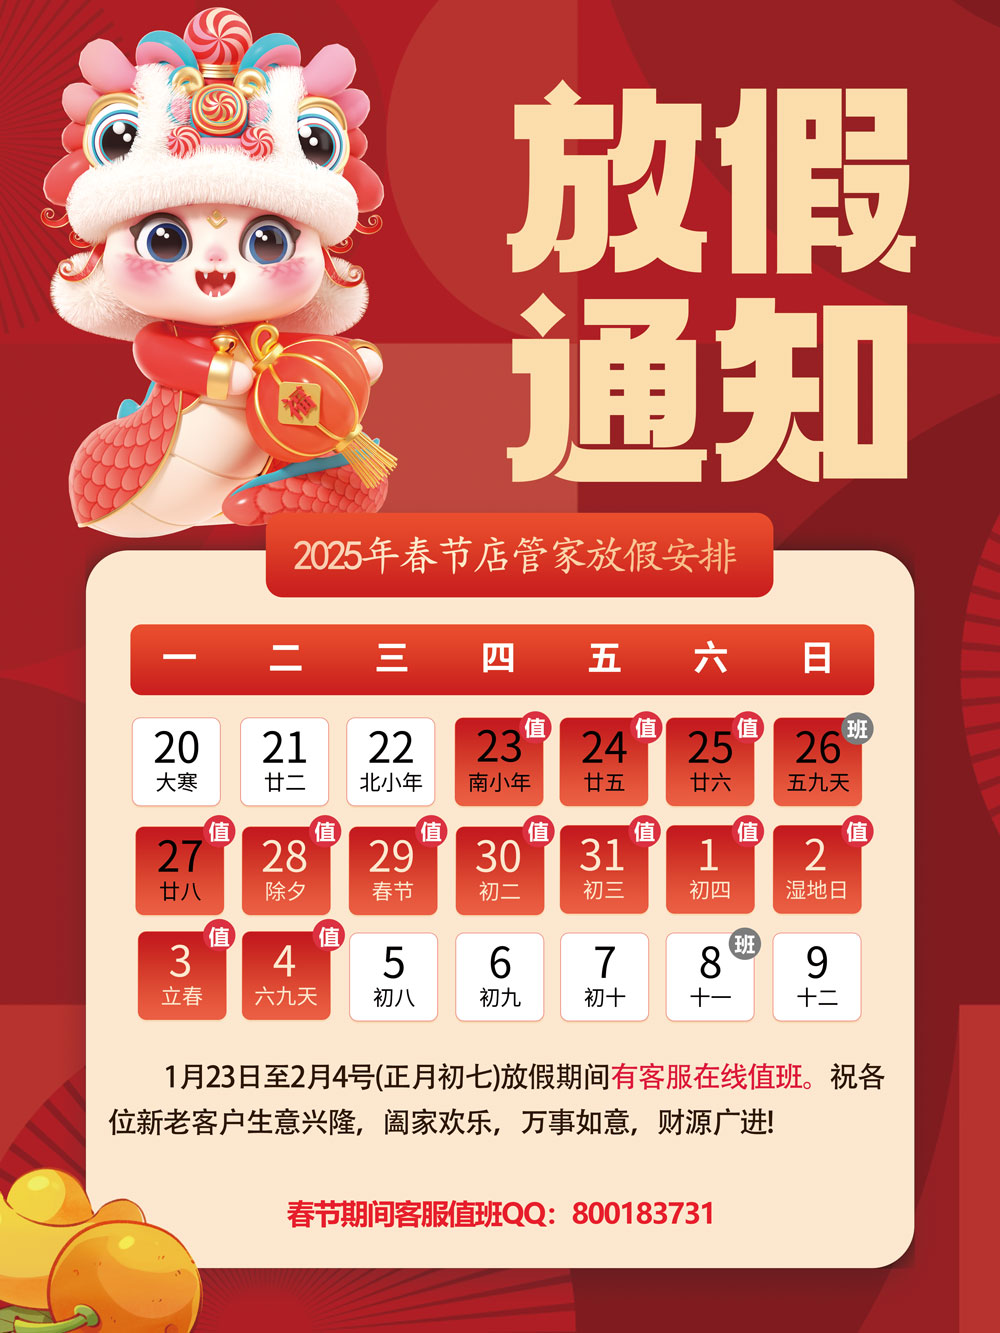 放假
通知
2025年春节店管家放假安排
一 二 三 四 五 六 日
值 值 值 班
20 21 22 23 24 25 26
大寒 廿二 北小年 南小年 廿五 廿六 五九天
值 值 值 值 值 值 值
27 28 29 30 31 1 2
廿八 除夕 春节 初二 初三 初四 湿地日
值 值 班
3 4 5 6 7 8 9
立春 六九天 初八 初九 初十 十一 十二
1月23日至2月4号(正月初七)放假期间有客服在线值班。祝各
位新老客户生意兴隆，阖家欢乐，万事如意，财源广进!
春节期间客服值班QQ：800183731